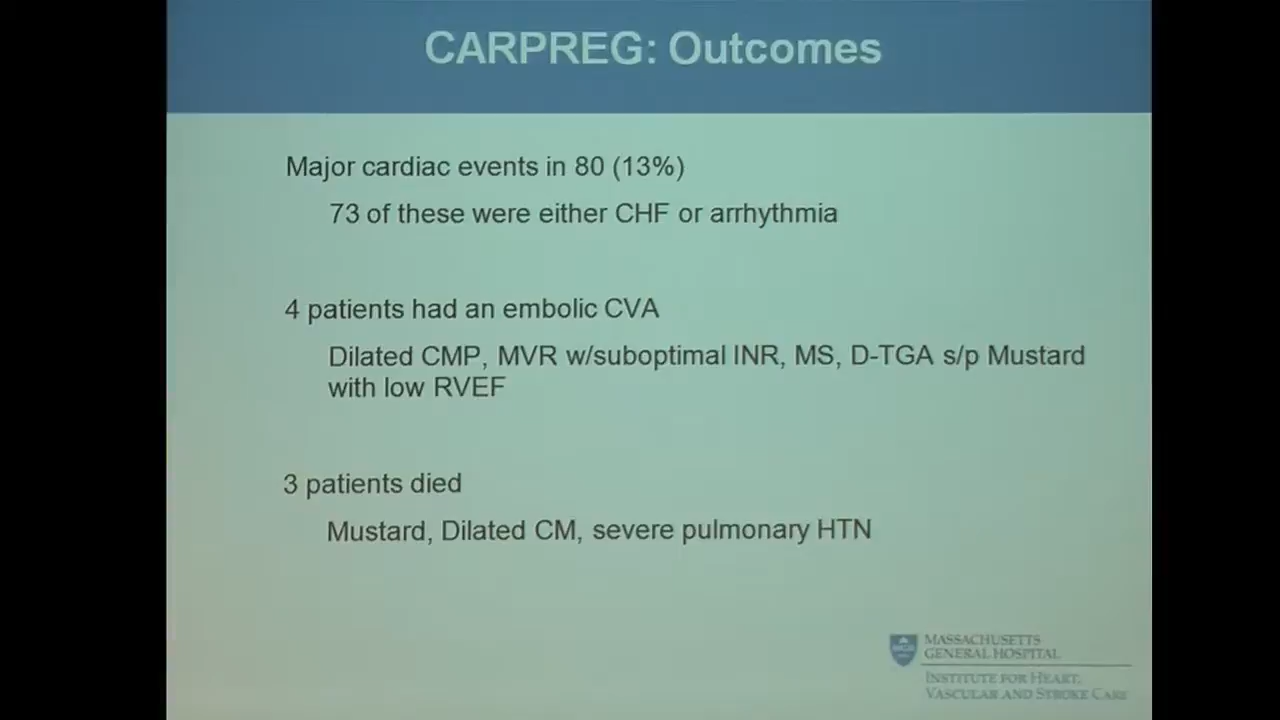 CARPREG: Outcomes
Major cardiac events in 80 (13%)
73 of these were either CHF or arrhythmia
4 patients had an embolic CVA
Dilated CMP, MVR w/suboptimal INR, MS, D-TGA s/p Mustard
with low RVEF
3 patients died
Mustard, Dilated CM, severe pulmonary HTN
MASSACHUSETTS
GENERAL HOSPITAL
INSTITUTE FOR HEART,
VASCULAR AND STROKE CARE